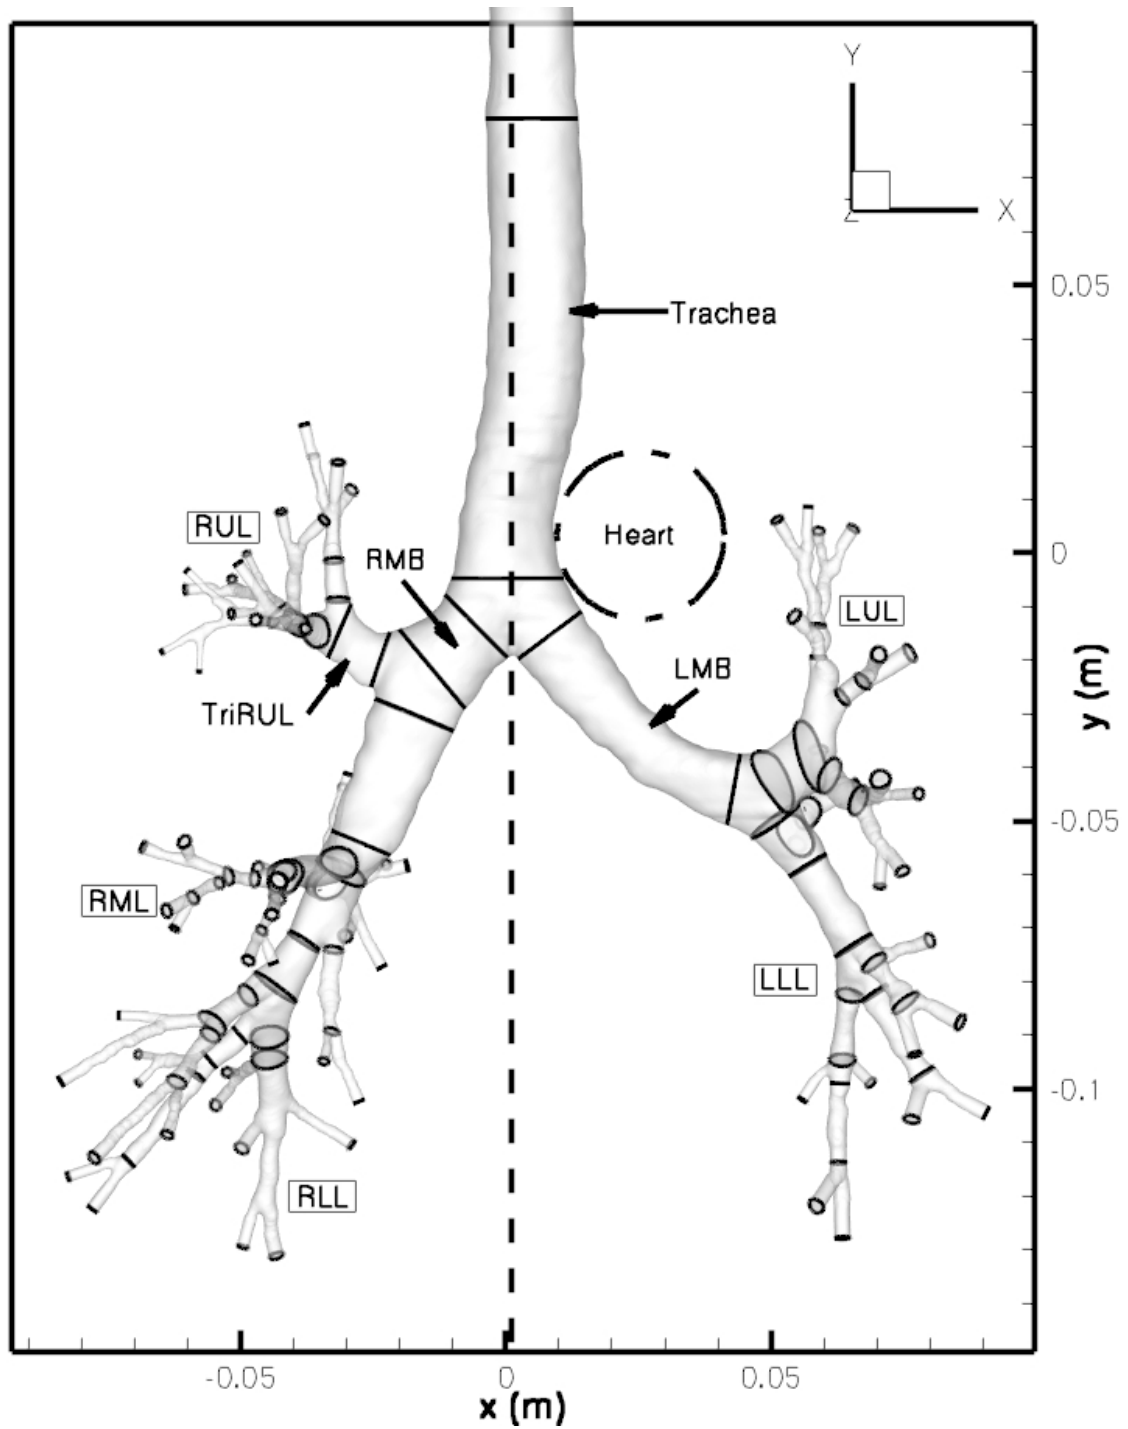 Y
Z
X
0.05
Trachea
RUL
RMB
Heart
0
LUL
TriRUL
LMB
y (m)
-0.05
RML
LLL
-0.1
RLL
-0.05
0
0.05
x (m)